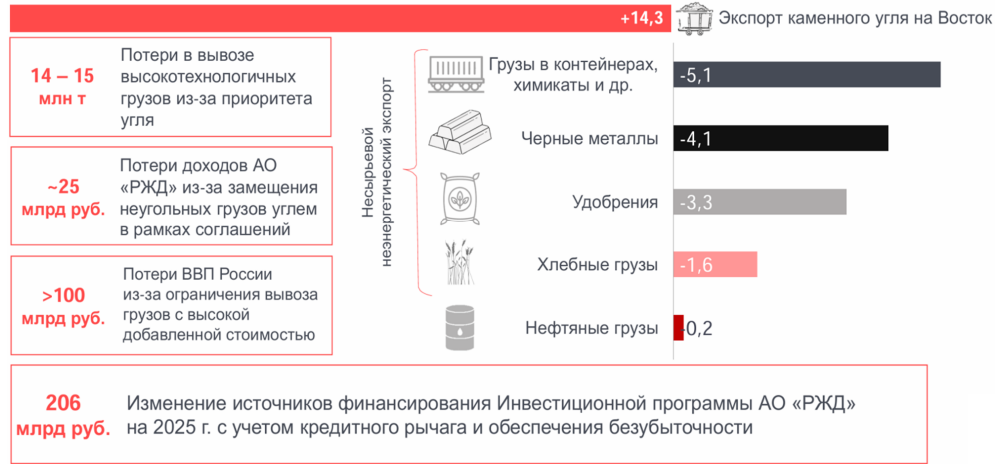 +14,3
Экспорт каменного угля на Восток
14 – 15
млн т
Потери в вывозе
высокотехнологичных
грузов из-за приоритета
угля
~25
млрд руб.
Потери доходов АО
«РЖД» из-за замещения
неугольных грузов углем
в рамках соглашений
>100
млрд руб.
Потери ВВП России
из-за ограничения вывоза
грузов с высокой
добавленной стоимостью
Несырьевой
неэнергетический экспорт
Грузы в контейнерах,
химикаты и др.
-5,1
Черные металлы
-4,1
Удобрения
-3,3
Хлебные грузы
-1,6
Нефтяные грузы
-0,2
206
млрд руб.
Изменение источников финансирования Инвестиционной программы АО «РЖД»
на 2025 г. с учетом кредитного рычага и обеспечения безубыточности